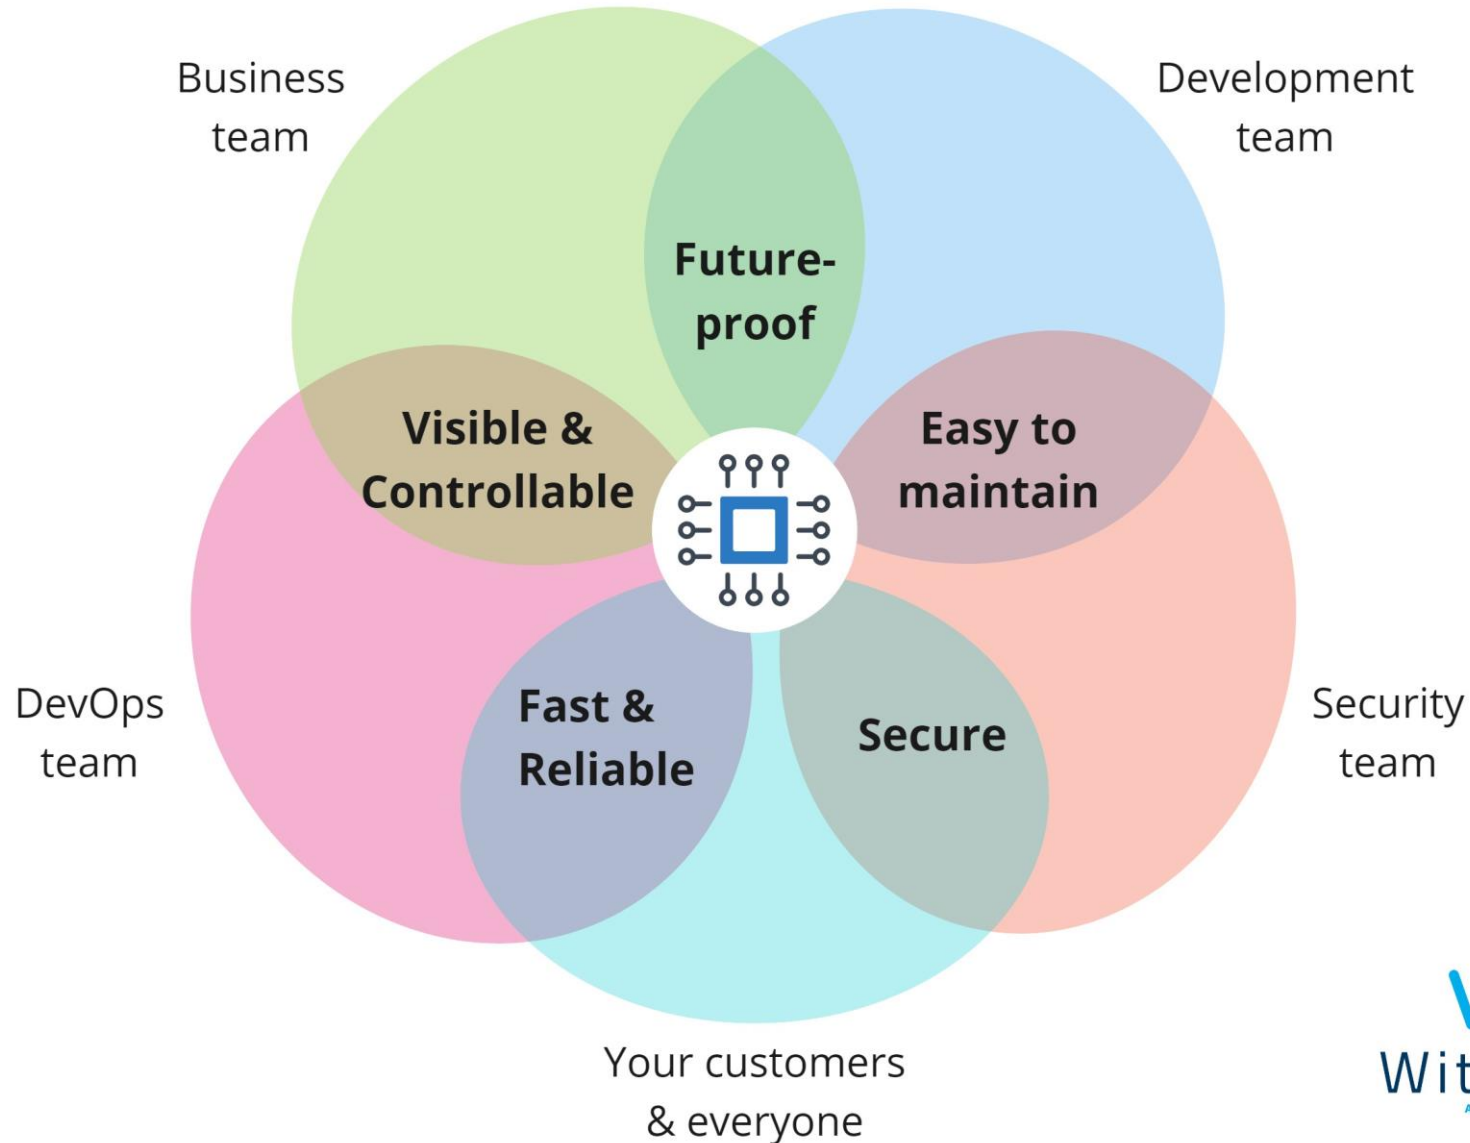 Business
team
Development
team
Future-
proof
Visible &
Controllable
Easy to
maintain
DevOps
team
Fast &
Reliable
Secure
Security
team
Your customers
& everyone
Wit